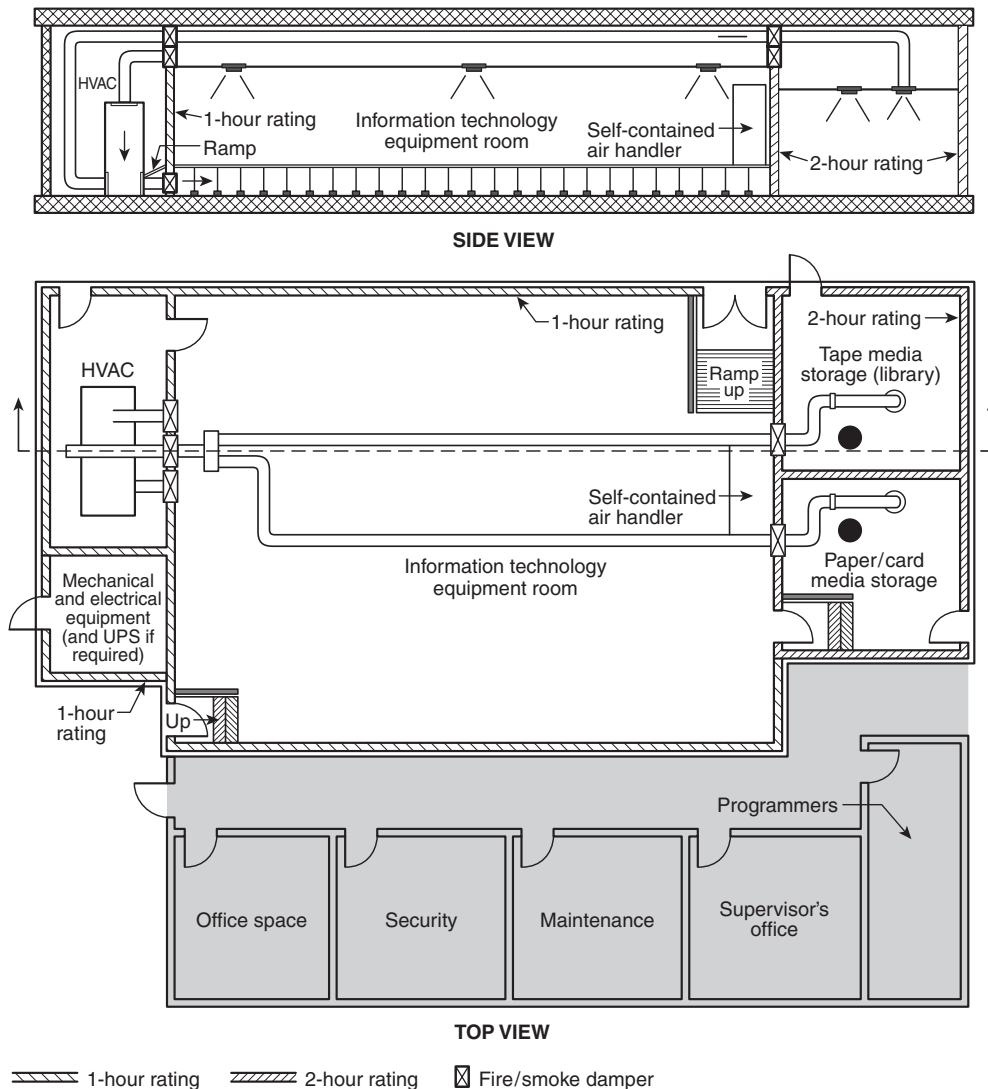 HVAC
1-hour rating
Ramp
Information technology
equipment room
Self-contained
air handler
2-hour rating
SIDE VIEW
1-hour rating
2-hour rating
HVAC
Tape media
storage (library)
Ramp
up
Self-contained
air handler
Information technology
equipment room
Paper/card
media storage
Mechanical
and electrical
equipment
(and UPS if
required)
1-hour
rating
Up
Programmers
Office space
Security
Maintenance
Supervisor's
office
TOP VIEW
1-hour rating
2-hour rating
Fire/smoke damper